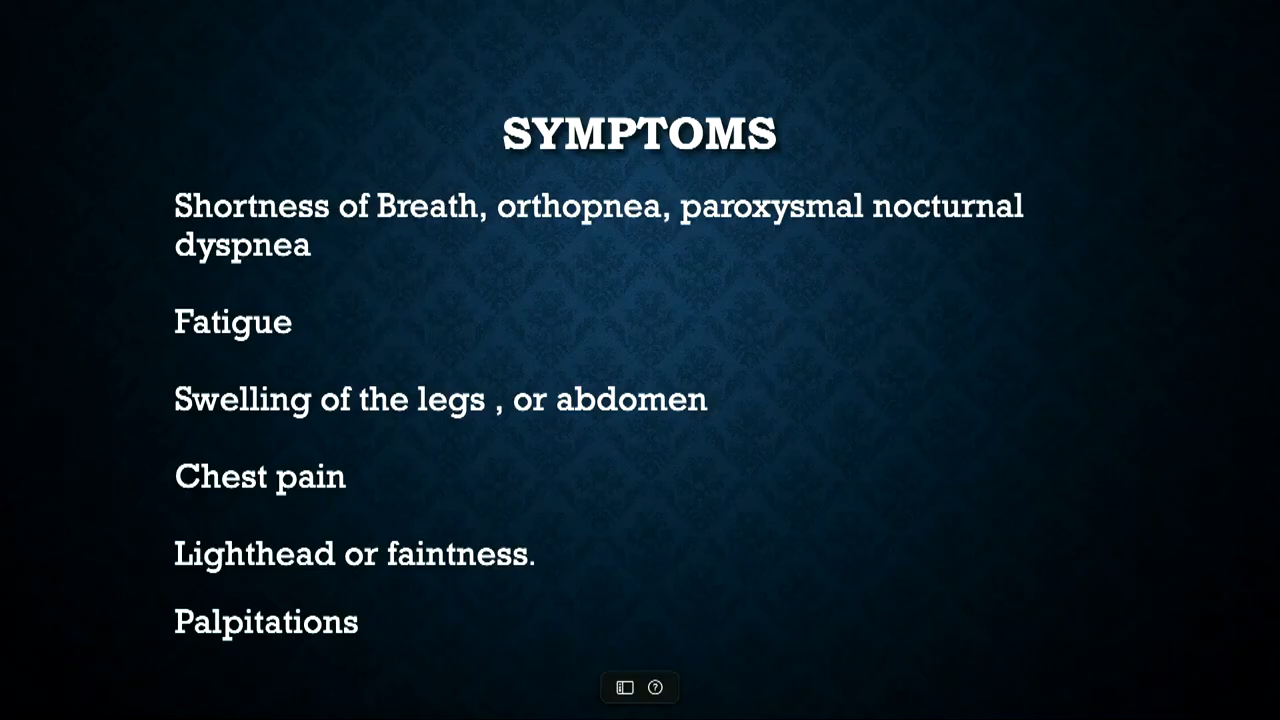 SYMPTOMS
Shortness of Breath, orthopnea, paroxysmal nocturnal
dyspnea
Fatigue
Swelling of the legs , or abdomen
Chest pain
Lighthead or faintness.
Palpitations